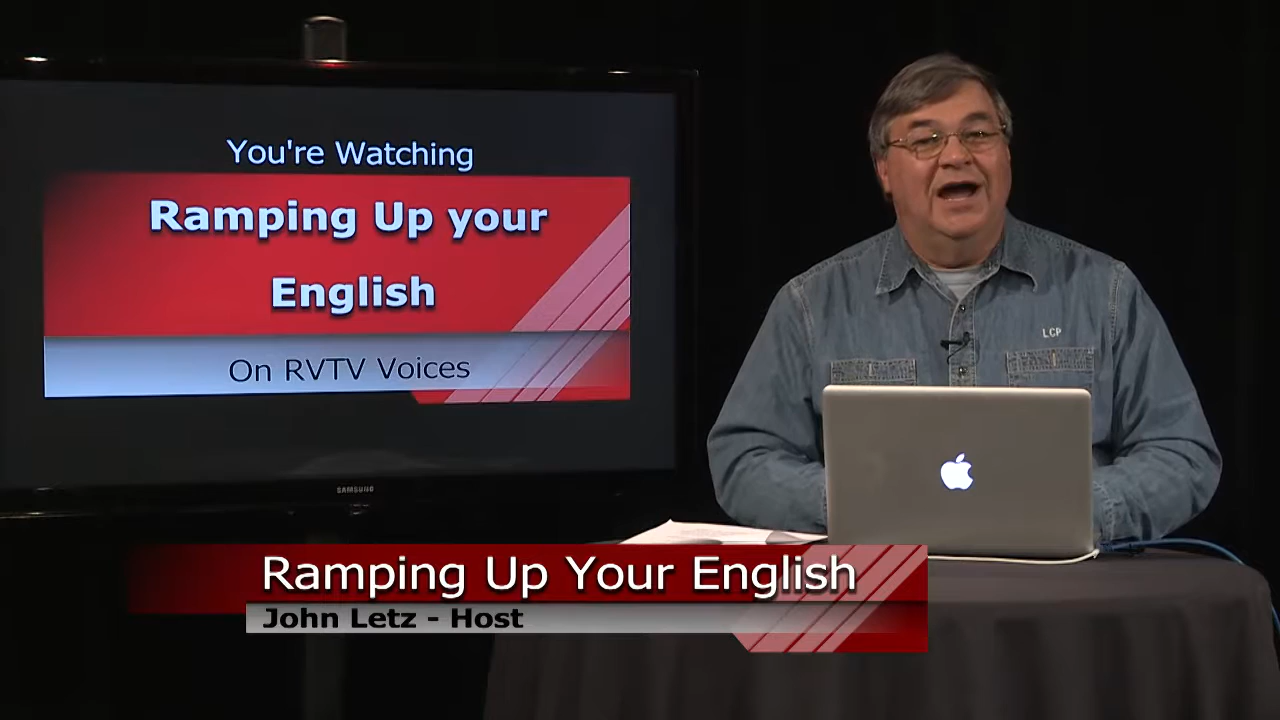 You're Watching
Ramping Up your
English
On RVTV Voices
SAMSUNG
LCP
Ramping Up Your English
John Letz - Host